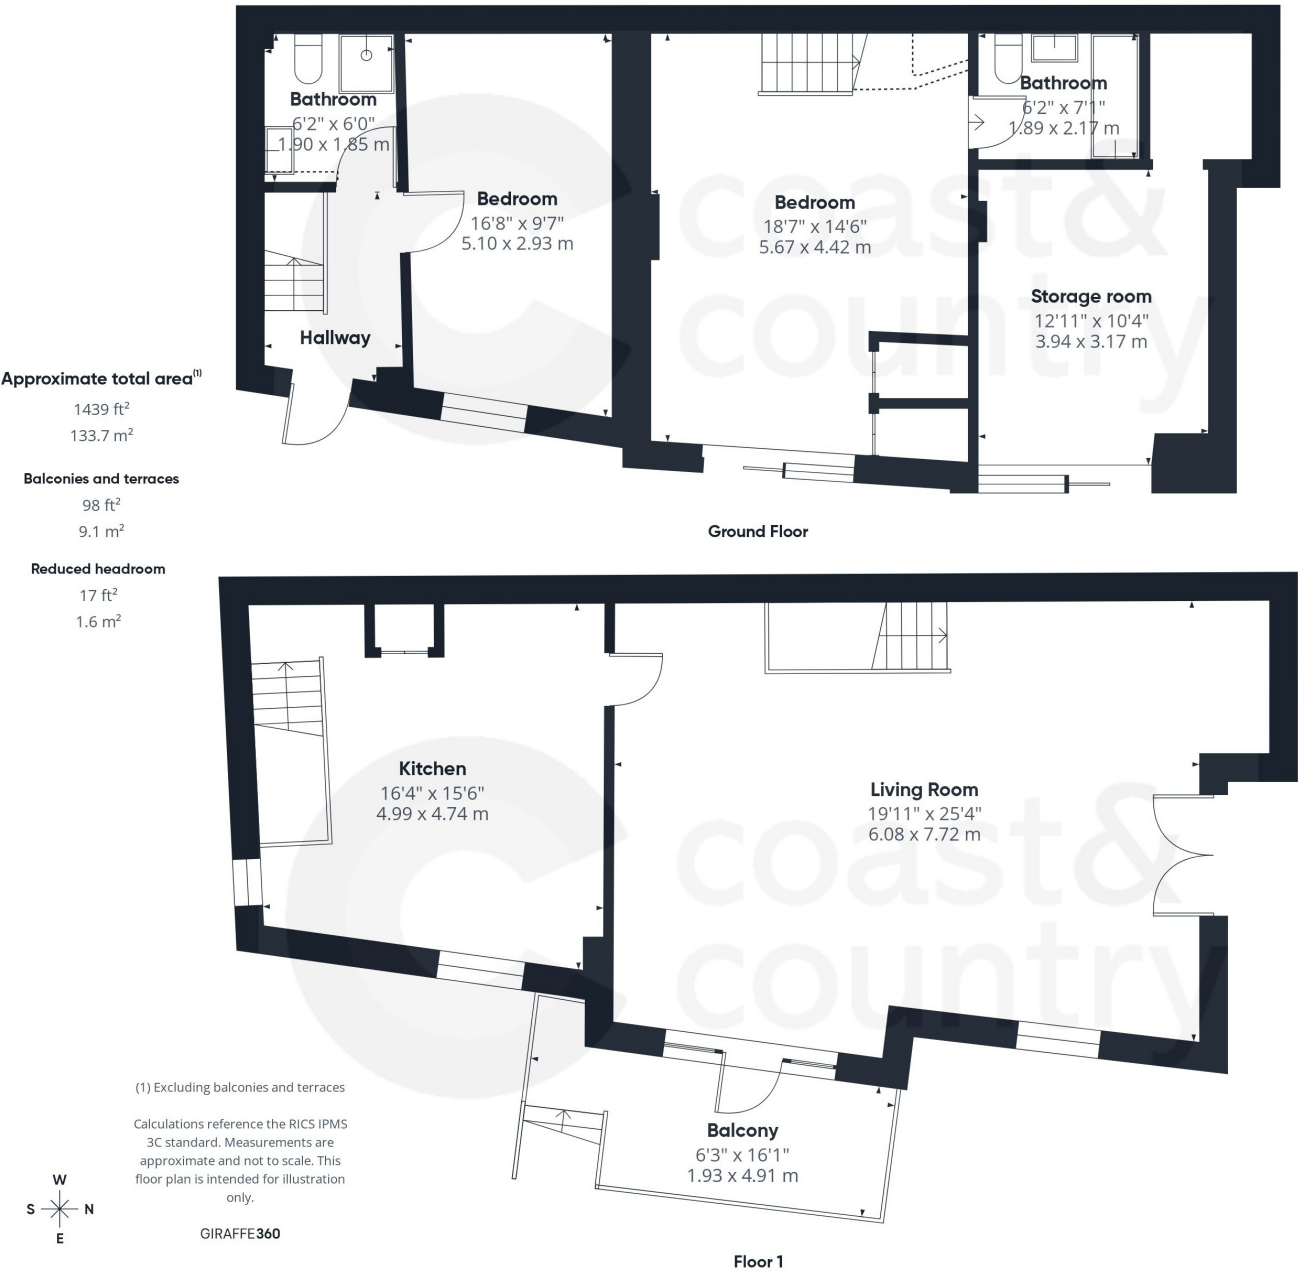 Bathroom
6'2" x 6'0"
1.90 x 1.85 m
Bedroom
16'8" x 9'7"
5.10 x 2.93 m
Hallway
Bedroom
18'7" x 14'6"
5.67 x 4.42 m
Bathroom
6'2" x 7'1"
1.89 x 2.17 m
Storage room
12'11" x 10'4"
3.94 x 3.17 m
coast&
country
Ground Floor
Approximate total area(1)
1439 ft²
133.7 m²
Balconies and terraces
98 ft²
9.1 m²
Reduced headroom
17 ft²
1.6 m²
Kitchen
16'4" x 15'6"
4.99 x 4.74 m
Living Room
19'11" x 25'4"
6.08 x 7.72 m
coast&
country
Balcony
6'3" x 16'1"
1.93 x 4.91 m
Floor 1
(1) Excluding balconies and terraces
Calculations reference the RICS IPMS
3C standard. Measurements are
approximate and not to scale. This
floor plan is intended for illustration
only.
GIRAFFE360
W
S N
E